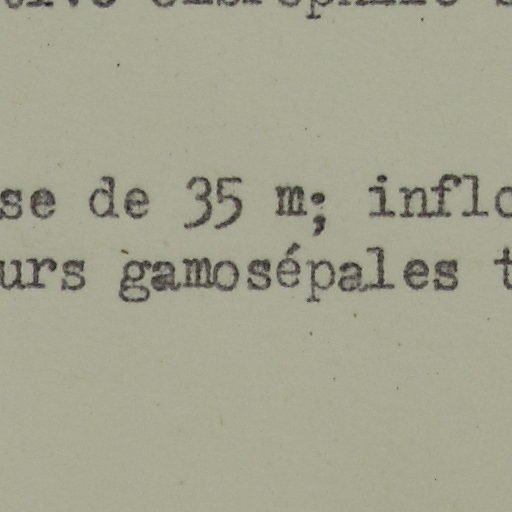 se de 35 m; inflo
urs gamosépales t